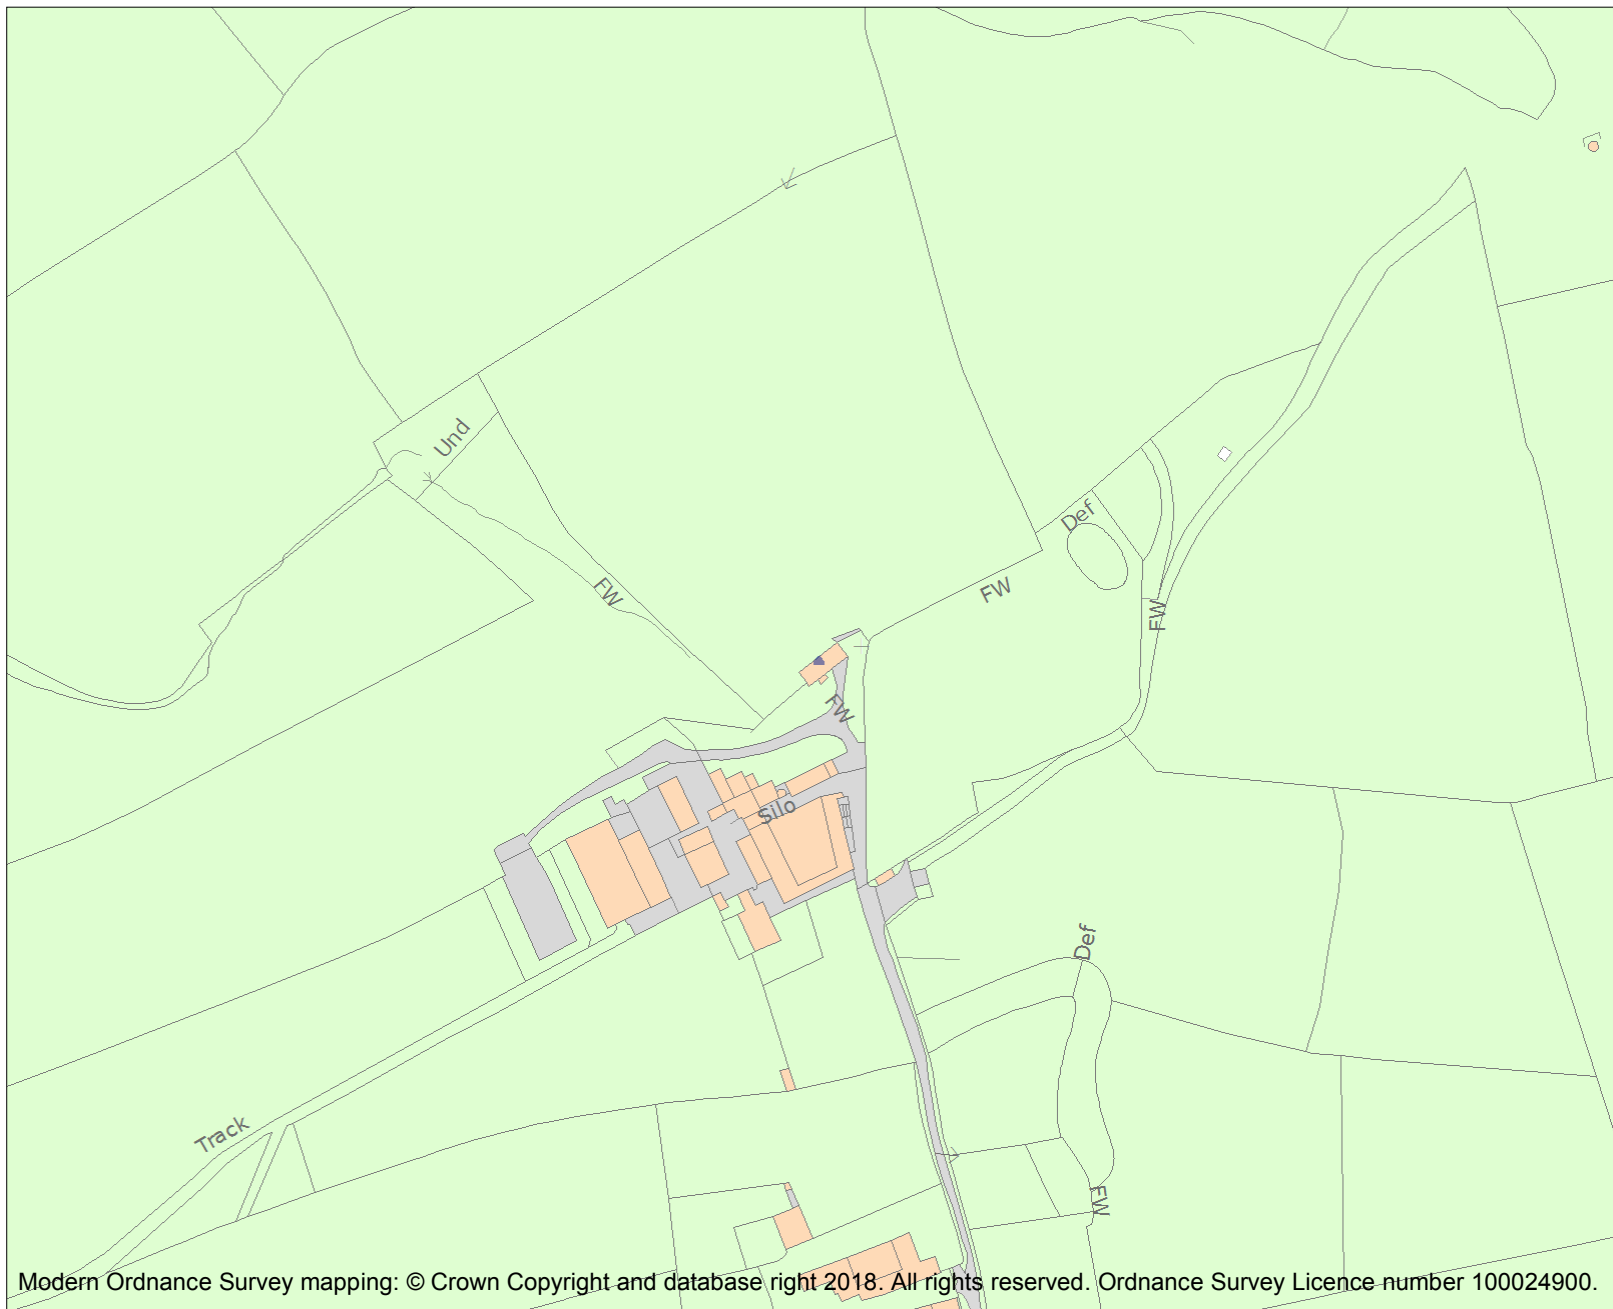 Und
Def
FW
FW
FW
FW
Silo
Def
Track
FW
Modern Ordnance Survey mapping: © Crown Copyright and database right 2018. All rights reserved. Ordnance Survey Licence number 100024900.